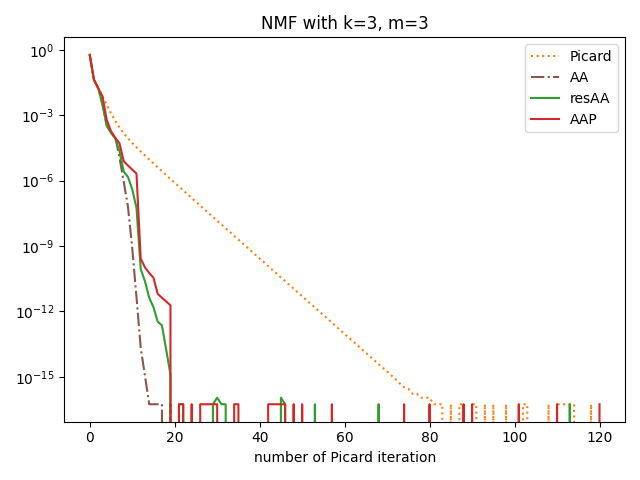 NMF with k=3, m=3
10^0
10^-3
10^-6
10^-9
10^-12
10^-15
Picard
AA
resAA
AAP
0 20 40 60 80 100 120
number of Picard iteration